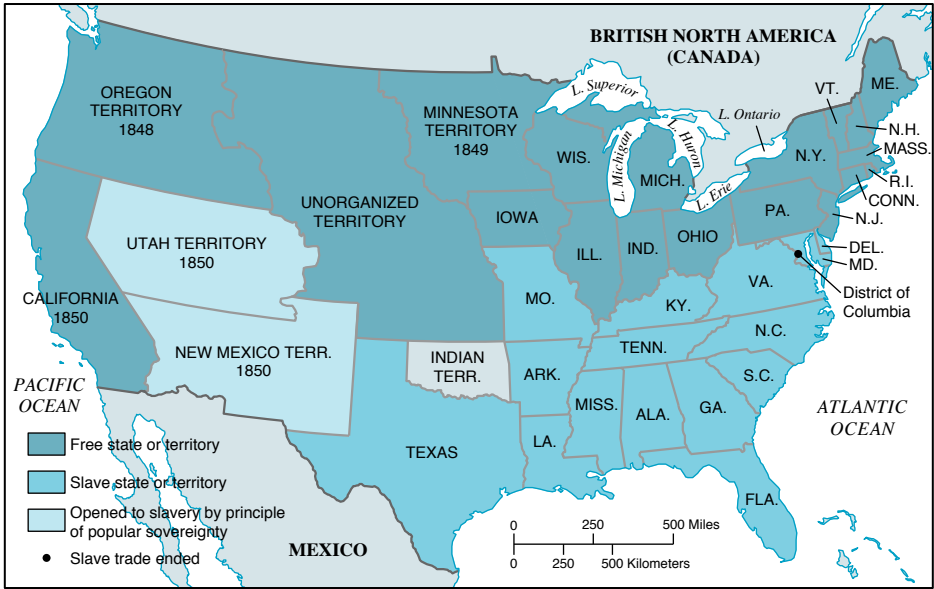 BRITISH NORTH AMERICA
(CANADA)
OREGON
TERRITORY
1848
MINNESOTA
TERRITORY
1849
L. Superior
L. Michigan
L. Huron
L. Ontario
L. Erie
VT.
ME.
N.H.
MASS.
N.Y.
R.I.
CONN.
N.J.
WIS.
MICH.
PA.
UNORGANIZED
TERRITORY
IOWA
ILL.
IND.
OHIO
DEL.
MD.
District of
Columbia
UTAH TERRITORY
1850
CALIFORNIA
1850
MO.
KY.
VA.
N.C.
NEW MEXICO TERR.
1850
INDIAN
TERR.
ARK.
TENN.
S.C.
MISS.
ALA.
GA.
PACIFIC
OCEAN
ATLANTIC
OCEAN
TEXAS
LA.
FLA.
MEXICO
Free state or territory
Slave state or territory
Opened to slavery by principle
of popular sovereignty
Slave trade ended
0 250 500 Miles
0 250 500 Kilometers